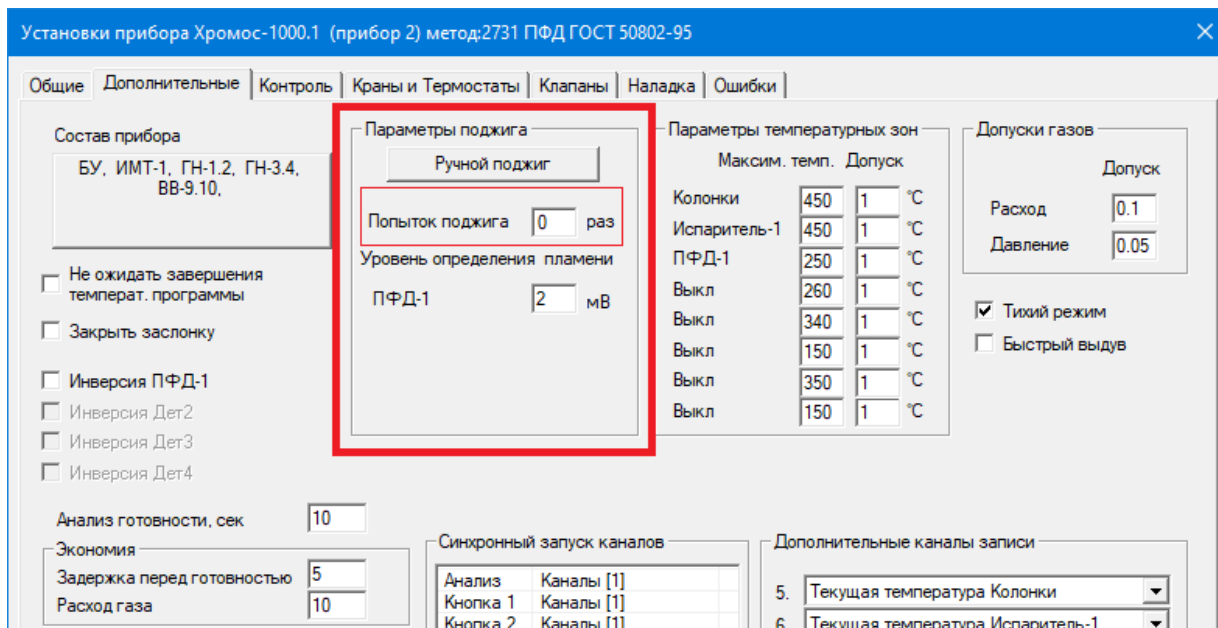 Установки прибора Хромос-1000.1 (прибор 2) метод:2731 ПФД ГОСТ 50802-95
Общие Дополнительные Контроль Краны и Термостаты Клапаны Наладка Ошибки
Состав прибора
БУ, ИМТ-1, ГН-1.2, ГН-3.4,
ВВ-9.10,
Не ожидать завершения
температ. программы
Закрыть заслонку
Инверсия ПФД-1
Инверсия Дет2
Инверсия Дет3
Инверсия Дет4
Параметры поджига
Ручной поджиг
Попыток поджига 0 раз
Уровень определения пламени
ПФД-1 2 мВ
Параметры температурных зон
Максим. темп. Допуск
Колонки 450 1 °C
Испаритель-1 450 1 °C
ПФД-1 250 1 °C
Выкл 260 1 °C
Выкл 340 1 °C
Выкл 150 1 °C
Выкл 350 1 °C
Выкл 150 1 °C
Допуски газов
Допуск
Расход 0.1
Давление 0.05
Тихий режим
Быстрый выдув
Анализ готовности, сек 10
Экономия
Задержка перед готовностью 5
Расход газа 10
Синхронный запуск каналов
Анализ Каналы [1]
Кнопка 1 Каналы [1]
Кнопка 2 Каналы [1]
Дополнительные каналы записи
5. Текущая температура Колонки
6. Текущая температура Испаритель-1